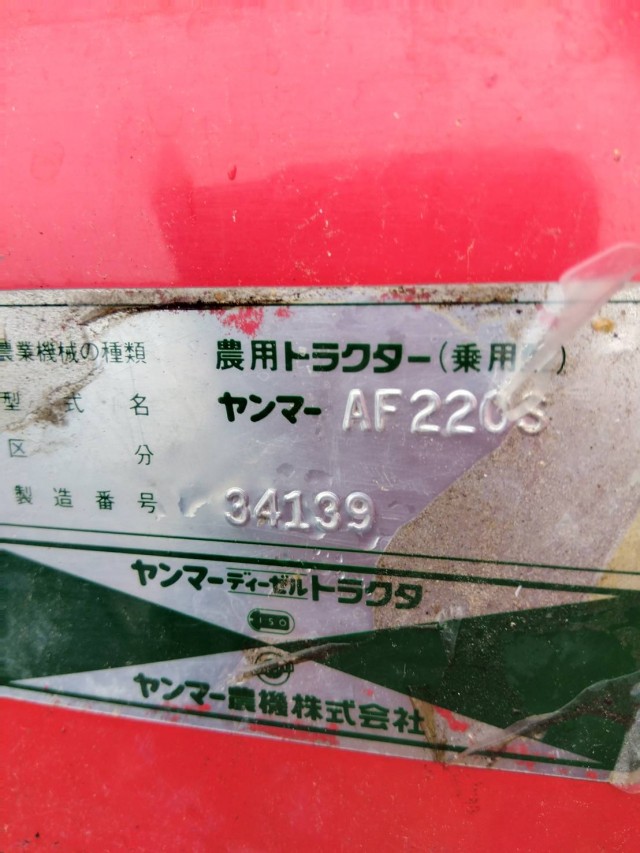 農業機械の種類 農用トラクター(乗用型)
型式名 ヤンマー AF220S
区分
製造番号 34139
ヤンマーディーゼルトラクタ
ISO
ヤンマー農機株式会社